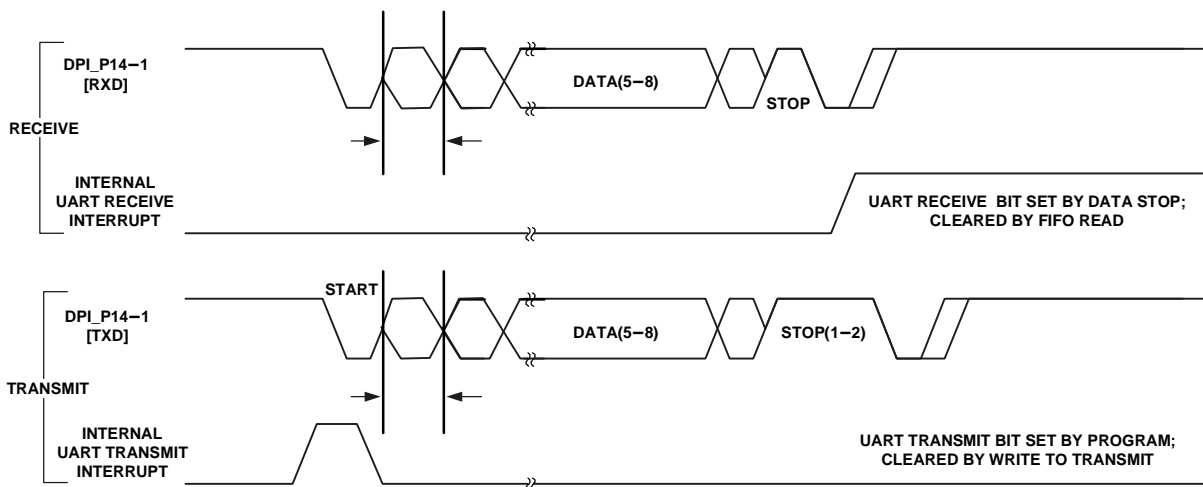 RECEIVE
DPI_P14–1
[RXD]
DATA(5–8)
STOP
INTERNAL
UART RECEIVE
INTERRUPT
UART RECEIVE BIT SET BY DATA STOP;
CLEARED BY FIFO READ
TRANSMIT
DPI_P14–1
[TXD]
START
DATA(5–8)
STOP(1–2)
INTERNAL
UART TRANSMIT
INTERRUPT
UART TRANSMIT BIT SET BY PROGRAM;
CLEARED BY WRITE TO TRANSMIT